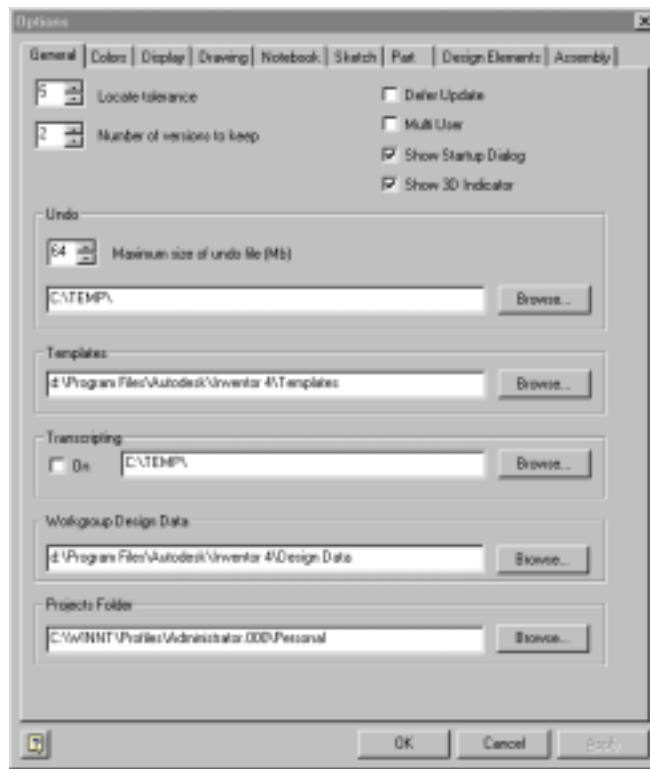 Options
General Colors Display Drawing Notebook Sketch Part Design Elements Assembly
5 Locate tolerance
2 Number of versions to keep
Defer Update
Multi User
Show Startup Dialog
Show 3D Indicator
Undo
64 Maximum size of undo file (Mb)
C:\TEMP\ Browse...
Templates
d:\Program Files\Autodesk\Inventor 4\Templates Browse...
Transcripting
On C:\TEMP\ Browse...
Workgroup Design Data
d:\Program Files\Autodesk\Inventor 4\Design Data Browse...
Projects Folder
C:\WINNT\Profiles\Administrator.000\Personal Browse...
OK Cancel Apply